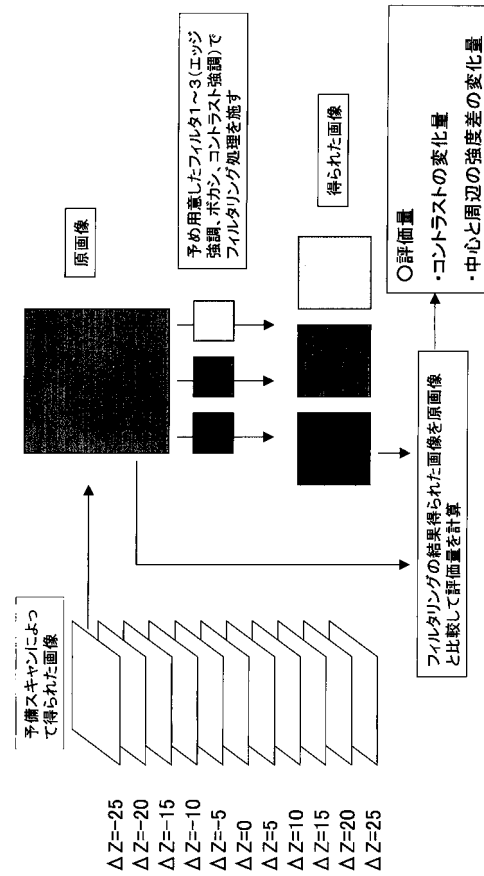 予備スキャンによっ
て得られた画像
ΔZ=-25
ΔZ=-20
ΔZ=-15
ΔZ=-10
ΔZ=-5
ΔZ=0
ΔZ=5
ΔZ=10
ΔZ=15
ΔZ=20
ΔZ=25
原画像
予め用意したフィルタ1~3(エッジ
強調、ボカシ、コントラスト強調)で
フィルタリング処理を施す
得られた画像
フィルタリングの結果得られた画像を原画像
と比較して評価量を計算
○評価量
・コントラストの変化量
・中心と周辺の強度差の変化量